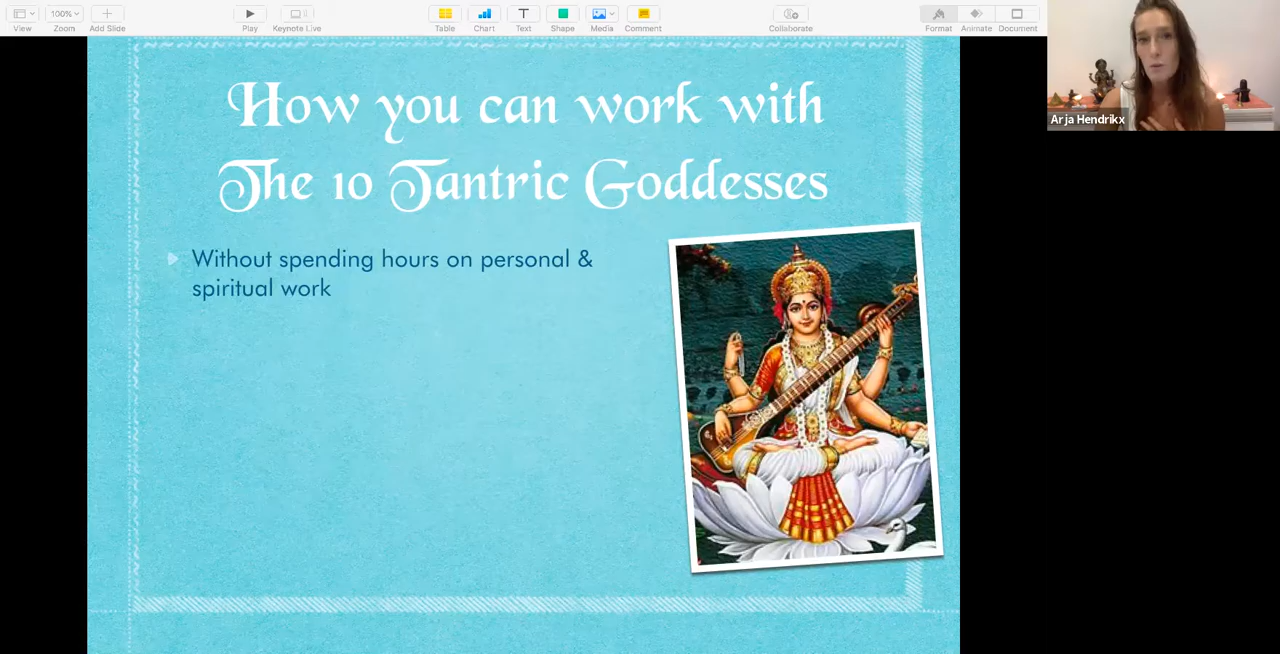 View
100%
Zoom
Add Slide
Play
Keynote Live
Table
Chart
Text
Shape
Media
Comment
Collaborate
Format
Animate
Document
Arja Hendrikx
How you can work with
The 10 Tantric Goddesses
Without spending hours on personal &
spiritual work